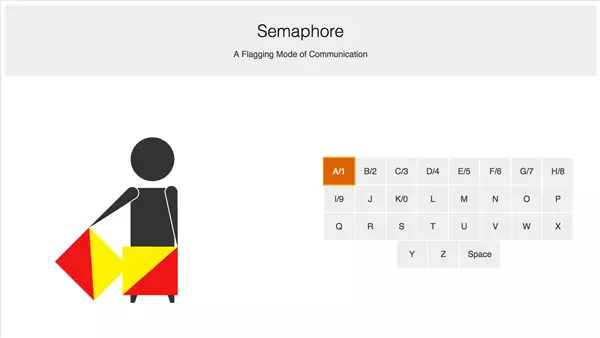 Semaphore
A Flagging Mode of Communication
A/1 B/2 C/3 D/4 E/5 F/6 G/7 H/8
I/9 J K/0 L M N O P
Q R S T U V W X
Y Z Space